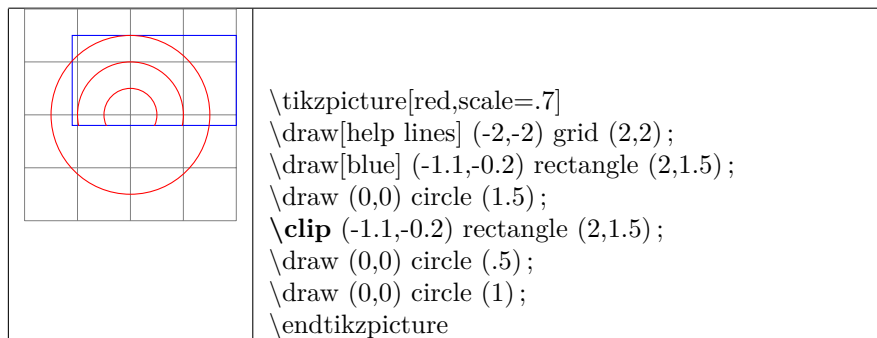 \tikzpicture[red,scale=.7]
\draw[help lines] (-2,-2) grid (2,2) ;
\draw[blue] (-1.1,-0.2) rectangle (2,1.5) ;
\draw (0,0) circle (1.5) ;
\clip (-1.1,-0.2) rectangle (2,1.5) ;
\draw (0,0) circle (.5) ;
\draw (0,0) circle (1) ;
\endtikzpicture